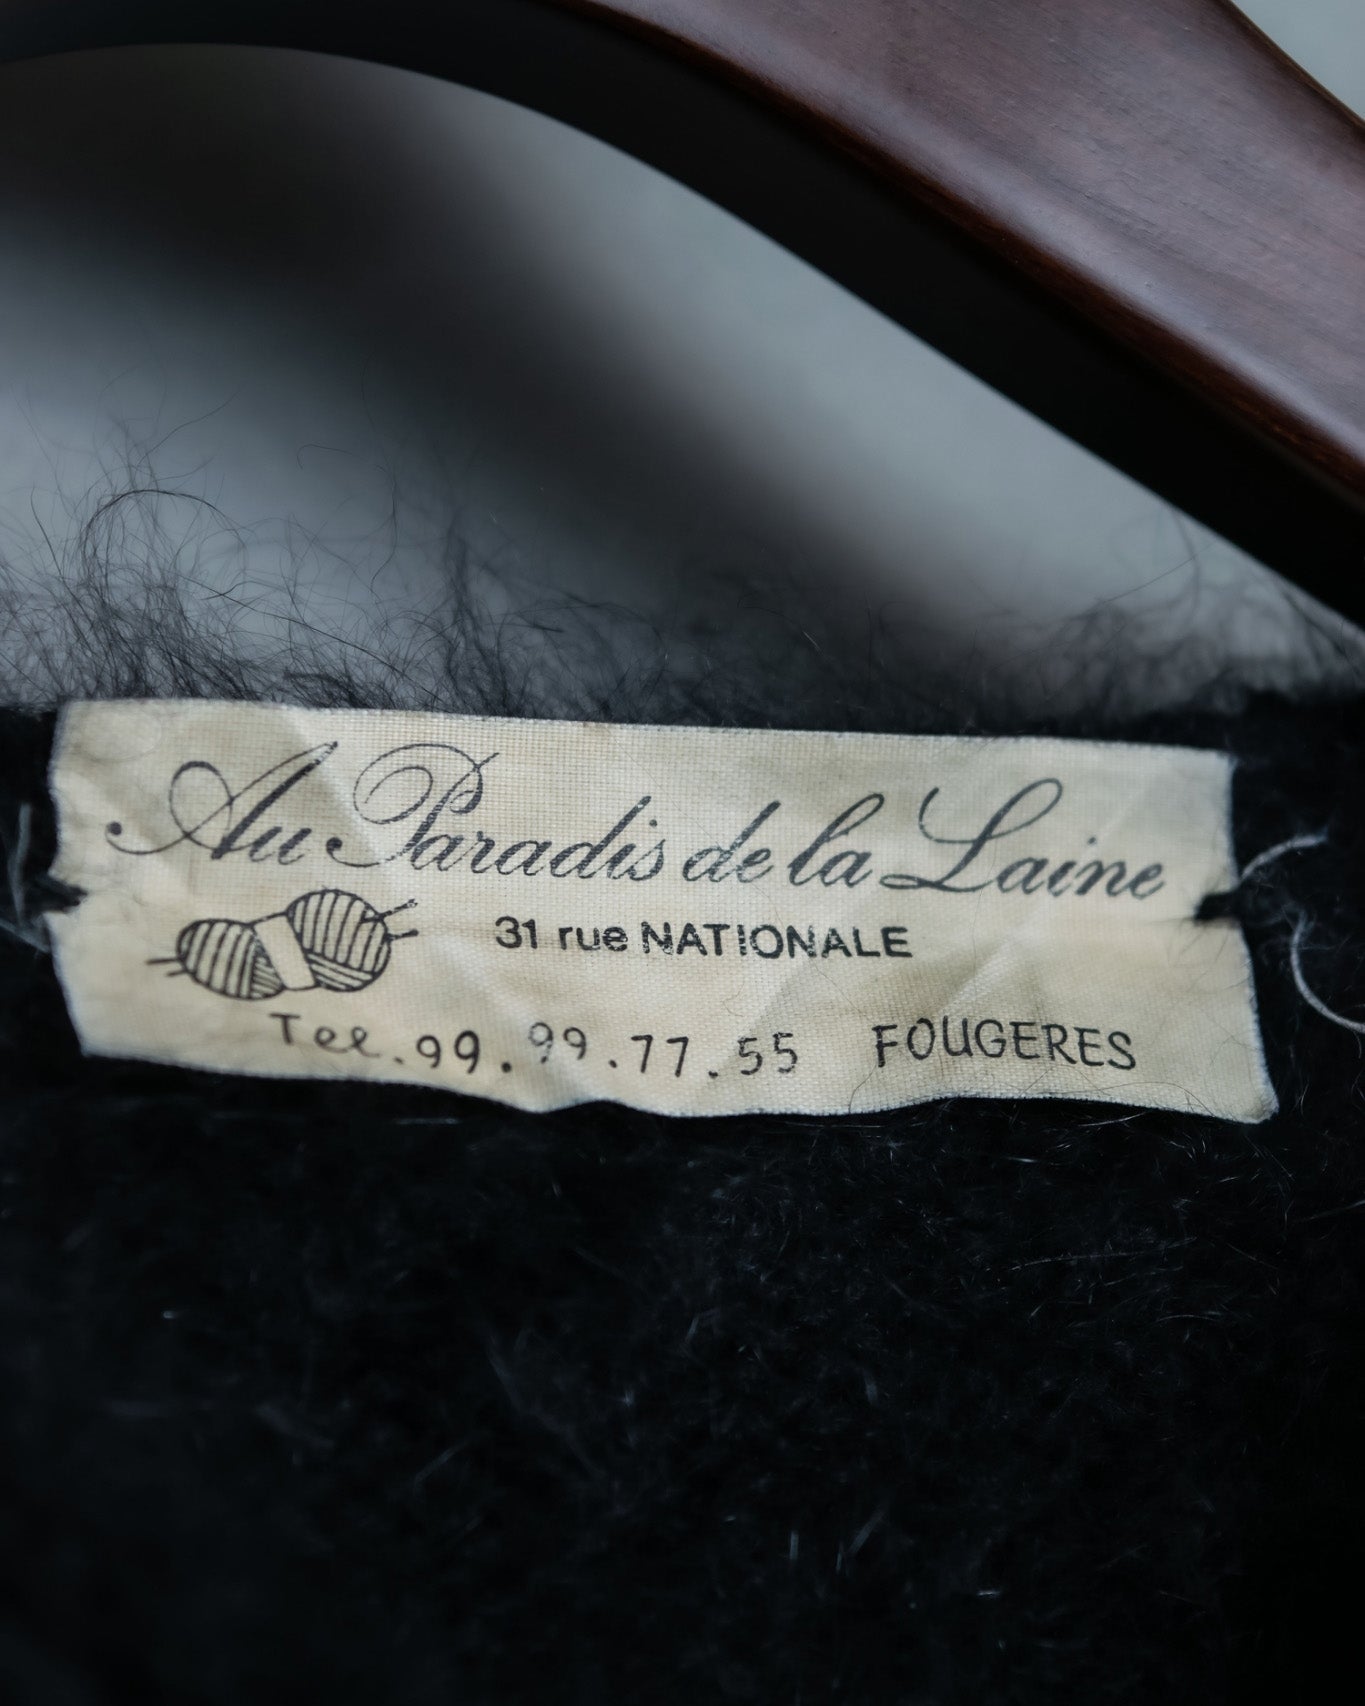 Au Paradis de la Laine
31 rue NATIONALE
Tel. 99. 99. 77. 55 FOUGERES